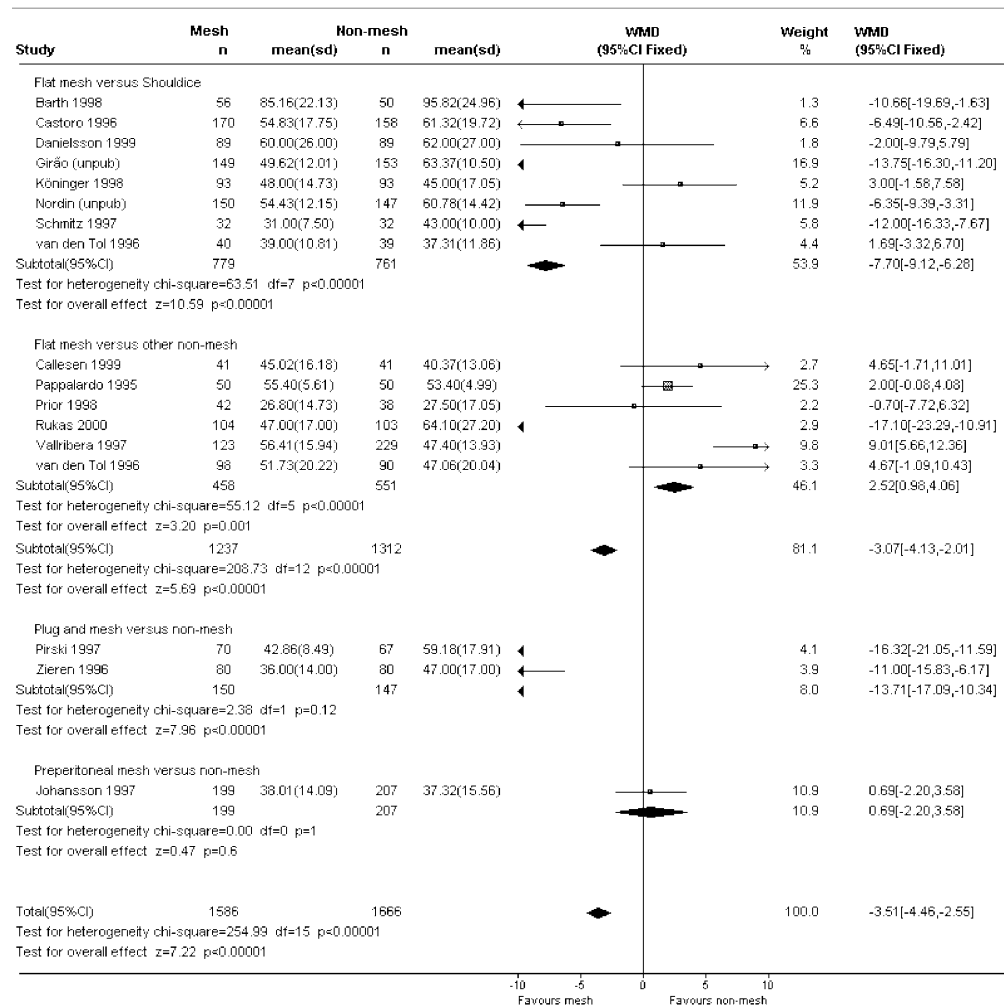 Mesh Non-mesh WMD Weight WMD
Study n mean(sd) n mean(sd) (95%CI Fixed) % (95%CI Fixed)
Flat mesh versus Shouldice
Barth 1998 56 85.16(22.13) 50 95.82(24.96) 1.3 -10.66[-19.69,-1.63]
Castoro 1996 170 54.83(17.75) 158 61.32(19.72) 6.6 -6.49[-10.56,-2.42]
Danielsson 1999 89 60.00(26.00) 89 62.00(27.00) 1.8 -2.00[-9.79,5.79]
Girão (unpub) 149 49.62(12.01) 153 63.37(10.50) 16.9 -13.75[-16.30,-11.20]
Köninger 1998 93 48.00(14.73) 93 45.00(17.05) 5.2 3.00[-1.58,7.58]
Nordin (unpub) 150 54.43(12.15) 147 60.78(14.42) 11.9 -6.35[-9.39,-3.31]
Schmitz 1997 32 31.00(7.50) 32 43.00(10.00) 5.8 -12.00[-16.33,-7.67]
van den Tol 1996 40 39.00(10.81) 39 37.31(11.86) 4.4 1.69[-3.32,6.70]
Subtotal(95%CI) 779 761 53.9 -7.70[-9.12,-6.28]
Test for heterogeneity chi-square=63.51 df=7 p<0.00001
Test for overall effect z=10.59 p<0.00001
Flat mesh versus other non-mesh
Callesen 1999 41 45.02(16.18) 41 40.37(13.06) 2.7 4.65[-1.71,11.01]
Pappalardo 1995 50 55.40(5.61) 50 53.40(4.99) 25.3 2.00[-0.08,4.08]
Prior 1998 42 26.80(14.73) 38 27.50(17.05) 2.2 -0.70[-7.72,6.32]
Rukas 2000 104 47.00(17.00) 103 64.10(27.20) 2.9 -17.10[-23.29,-10.91]
Vallribera 1997 123 56.41(15.94) 229 47.40(13.93) 9.8 9.01[5.66,12.36]
van den Tol 1996 98 51.73(20.22) 90 47.06(20.04) 3.3 4.67[-1.09,10.43]
Subtotal(95%CI) 458 551 46.1 2.52[0.98,4.06]
Test for heterogeneity chi-square=55.12 df=5 p<0.00001
Test for overall effect z=3.20 p=0.001
Subtotal(95%CI) 1237 1312 81.1 -3.07[-4.13,-2.01]
Test for heterogeneity chi-square=208.73 df=12 p<0.00001
Test for overall effect z=5.69 p<0.00001
Plug and mesh versus non-mesh
Pirski 1997 70 42.86(8.49) 67 59.18(17.91) 4.1 -16.32[-21.05,-11.59]
Zieren 1996 80 36.00(14.00) 80 47.00(17.00) 3.9 -11.00[-15.83,-6.17]
Subtotal(95%CI) 150 147 8.0 -13.71[-17.09,-10.34]
Test for heterogeneity chi-square=2.38 df=1 p=0.12
Test for overall effect z=7.96 p<0.00001
Preperitoneal mesh versus non-mesh
Johansson 1997 199 38.01(14.09) 207 37.32(15.56) 10.9 0.69[-2.20,3.58]
Subtotal(95%CI) 199 207 10.9 0.69[-2.20,3.58]
Test for heterogeneity chi-square=0.00 df=0 p=1
Test for overall effect z=0.47 p=0.6
Total(95%CI) 1586 1666 100.0 -3.51[-4.46,-2.55]
Test for heterogeneity chi-square=254.99 df=15 p<0.00001
Test for overall effect z=7.22 p<0.00001
-10 -5 0 5 10
Favours mesh Favours non-mesh